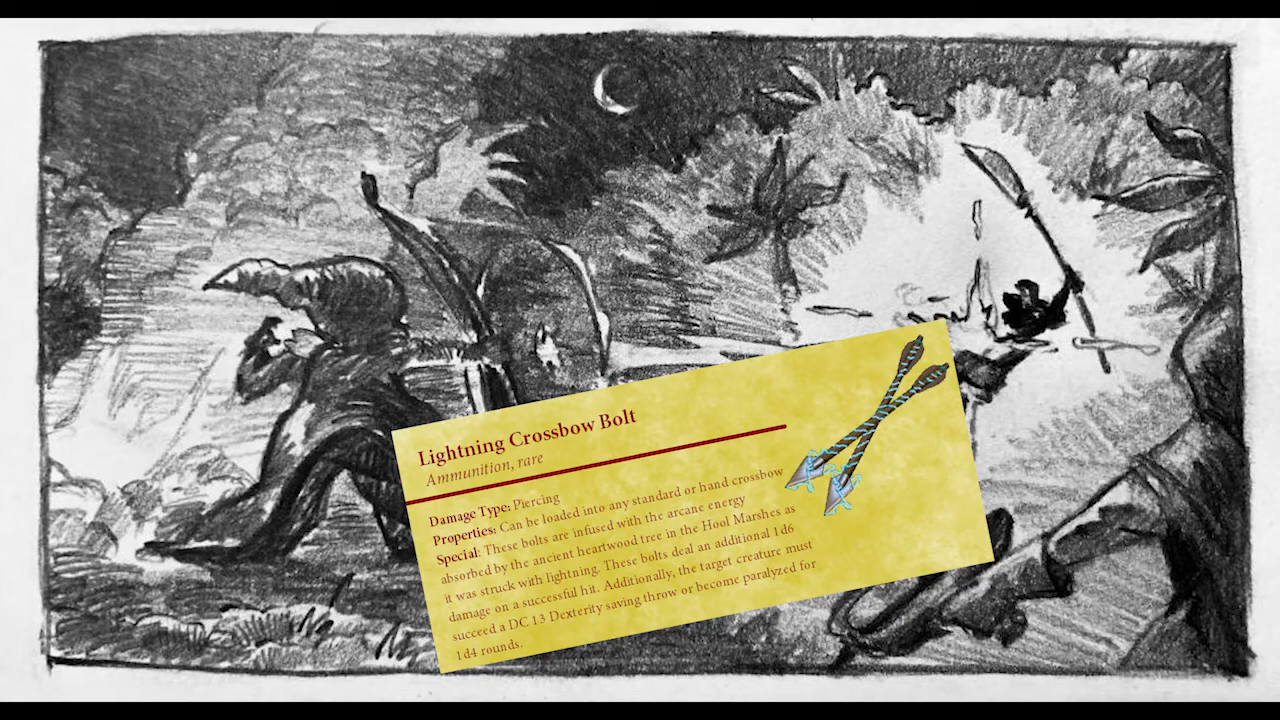 Lightning Crossbow Bolt
Ammunition, rare
Damage Type: Piercing
Properties: Can be loaded into any standard or hand crossbow
Special: These bolts are infused with the arcane energy
absorbed by the ancient heartwood tree in the Hool Marshes as
it was struck with lightning. These bolts deal an additional 1d6
damage on a successful hit. Additionally, the target creature must
succeed a DC 13 Dexterity saving throw or become paralyzed for
1d4 rounds.